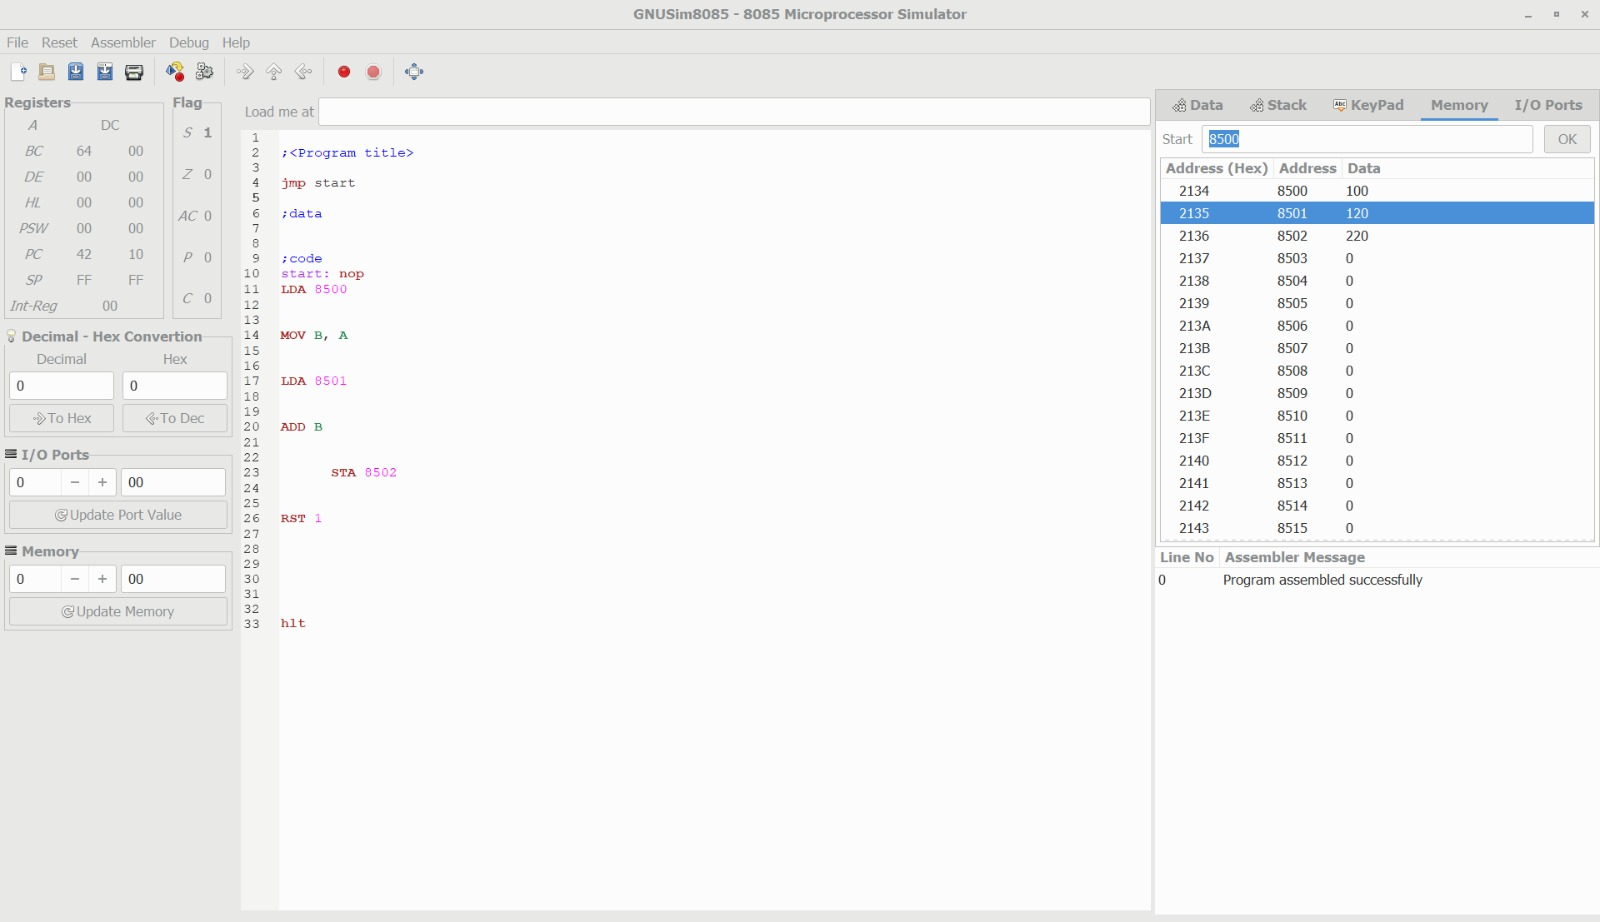 GNUSim8085 - 8085 Microprocessor Simulator
File Reset Assembler Debug Help
Registers
A DC
BC 64 00
DE 00 00
HL 00 00
PSW 00 00
PC 42 10
SP FF FF
Int-Reg 00
Flag
S 1
Z 0
AC 0
P 0
C 0
Decimal - Hex Convertion
Decimal Hex
0 0
To Hex To Dec
I/O Ports
0 − + 00
Update Port Value
Memory
0 − + 00
Update Memory
Load me at
1
2 ;<Program title>
3
4 jmp start
5
6 ;data
7
8
9 ;code
10 start: nop
11 LDA 8500
12
13
14 MOV B, A
15
16
17 LDA 8501
18
19
20 ADD B
21
22
23 STA 8502
24
25
26 RST 1
27
28
29
30
31
32
33 hlt
Data Stack Abc KeyPad Memory I/O Ports
Start 8500 OK
Address (Hex) Address Data
2134 8500 100
2135 8501 120
2136 8502 220
2137 8503 0
2138 8504 0
2139 8505 0
213A 8506 0
213B 8507 0
213C 8508 0
213D 8509 0
213E 8510 0
213F 8511 0
2140 8512 0
2141 8513 0
2142 8514 0
2143 8515 0
Line No Assembler Message
0 Program assembled successfully